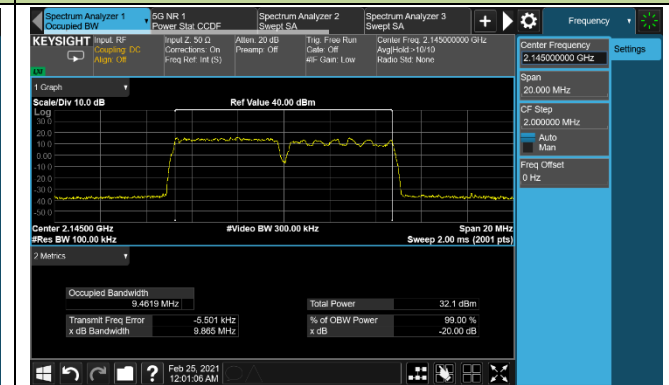 Spectrum Analyzer 1
Occupied BW
5G NR 1
Power Stat CCDF
Spectrum Analyzer 2
Swept SA
Spectrum Analyzer 3
Swept SA
Frequency
KEYSIGHT
Input: RF
Coupling: DC
Align: Off
Input Z: 50 Ω
Corrections: On
Freq Ref: Int (S)
Atten: 20 dB
Preamp: Off
Trig: Free Run
Gate: Off
#IF Gain: Low
Center Freq: 2.145000000 GHz
Avg|Hold:>10/10
Radio Std: None
Center Frequency
2.145000000 GHz
Settings
Span
20.000 MHz
CF Step
2.000000 MHz
Auto
Man
Freq Offset
0 Hz
1 Graph
Scale/Div 10.0 dB
Ref Value 40.00 dBm
Log
30.0
20.0
10.0
0.00
-10.0
-20.0
-30.0
-40.0
-50.0
Center 2.14500 GHz
#Video BW 300.00 kHz
Span 20 MHz
#Res BW 100.00 kHz
Sweep 2.00 ms (2001 pts)
2 Metrics
Occupied Bandwidth
9.4619 MHz
Total Power
32.1 dBm
Transmit Freq Error
-5.501 kHz
% of OBW Power
99.00 %
x dB Bandwidth
9.865 MHz
x dB
-20.00 dB
?
Feb 25, 2021
12:01:06 AM